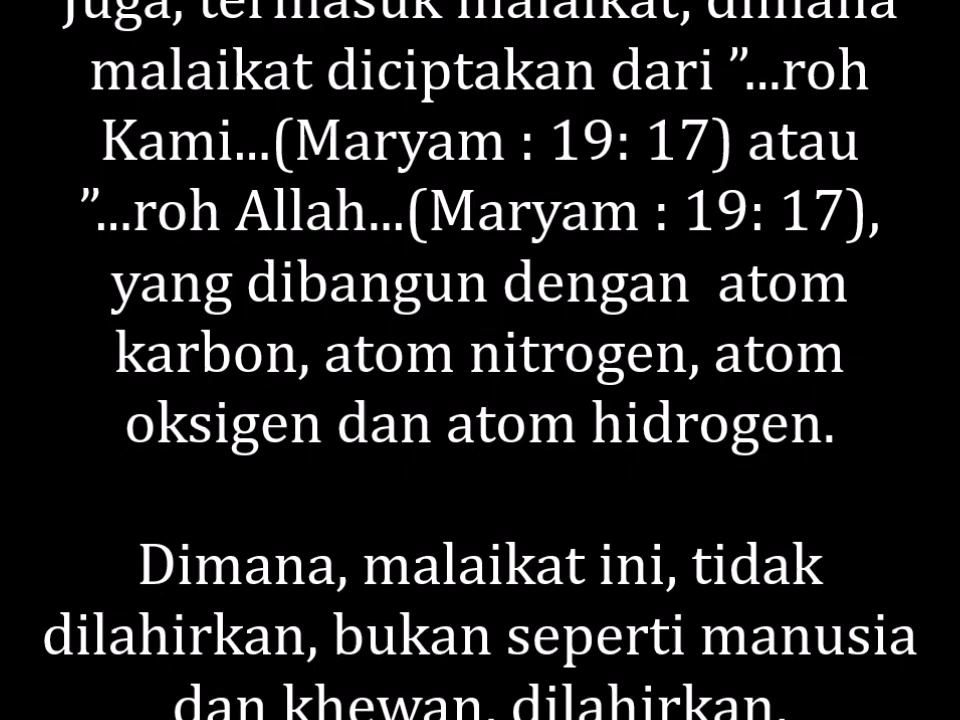 juga, termasuk malaikat, dimana
malaikat diciptakan dari ”...roh
Kami...(Maryam : 19: 17) atau
”...roh Allah...(Maryam : 19: 17),
yang dibangun dengan  atom
karbon, atom nitrogen, atom
oksigen dan atom hidrogen.
Dimana, malaikat ini, tidak
dilahirkan, bukan seperti manusia
dan khewan, dilahirkan.